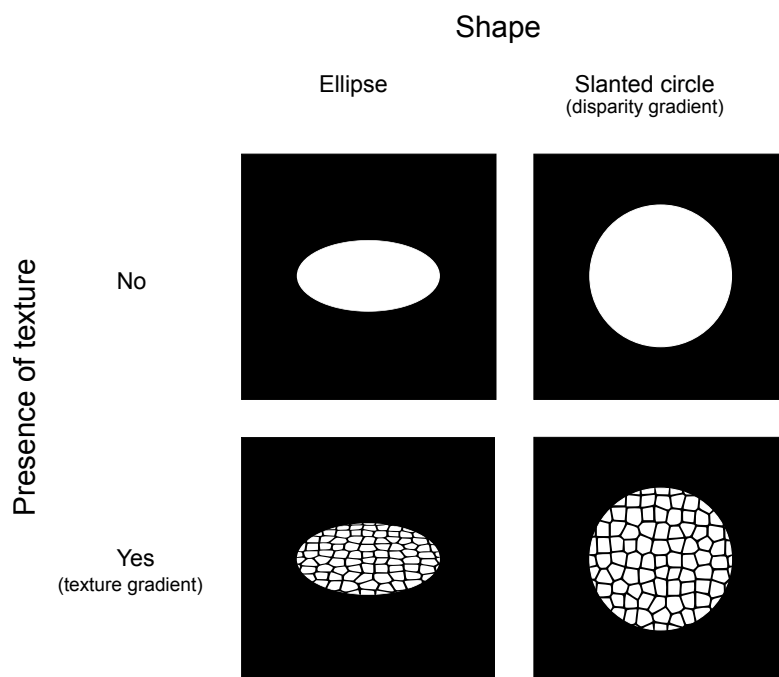 Shape
Ellipse
Slanted circle
(disparity gradient)
Presence of texture
No
Yes
(texture gradient)